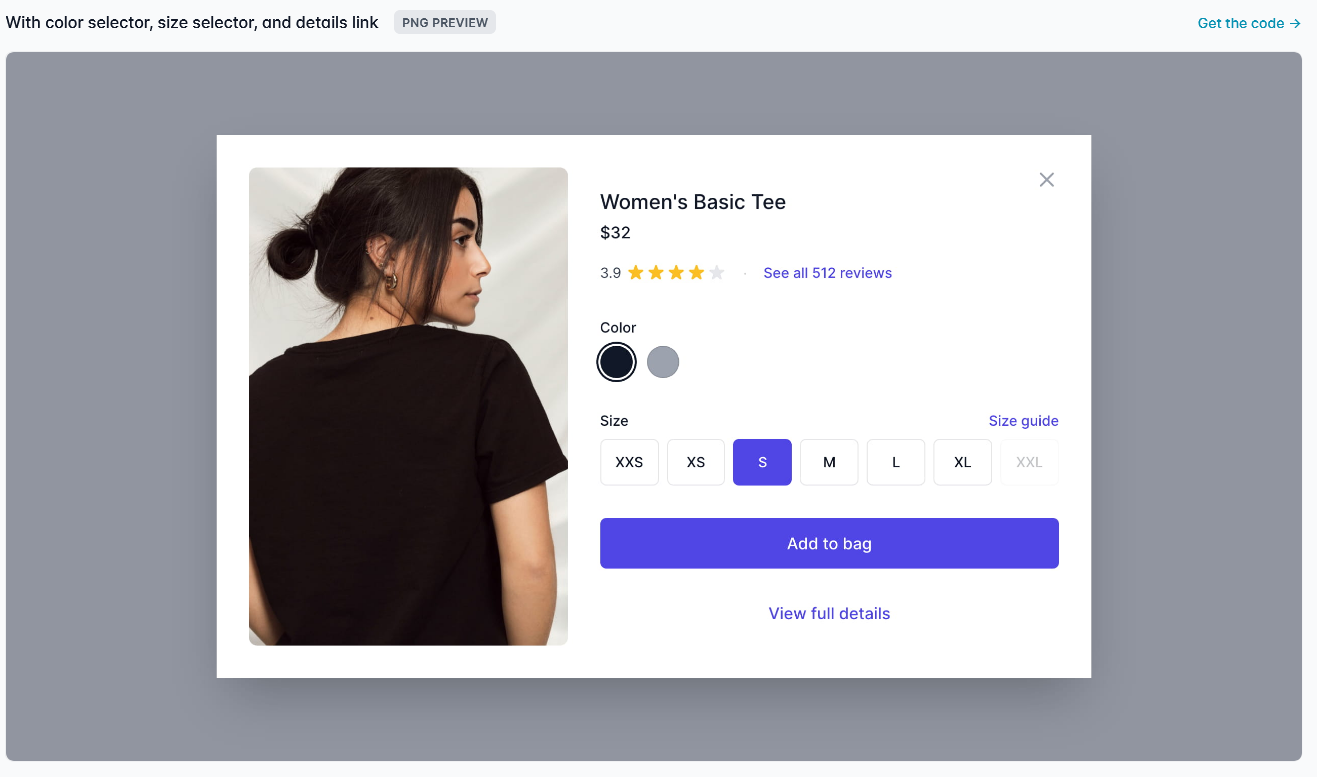 With color selector, size selector, and details link PNG PREVIEW Get the code →
Women's Basic Tee
$32
3.9 · See all 512 reviews
Color
Size Size guide
XXS XS S M L XL XXL
Add to bag
View full details